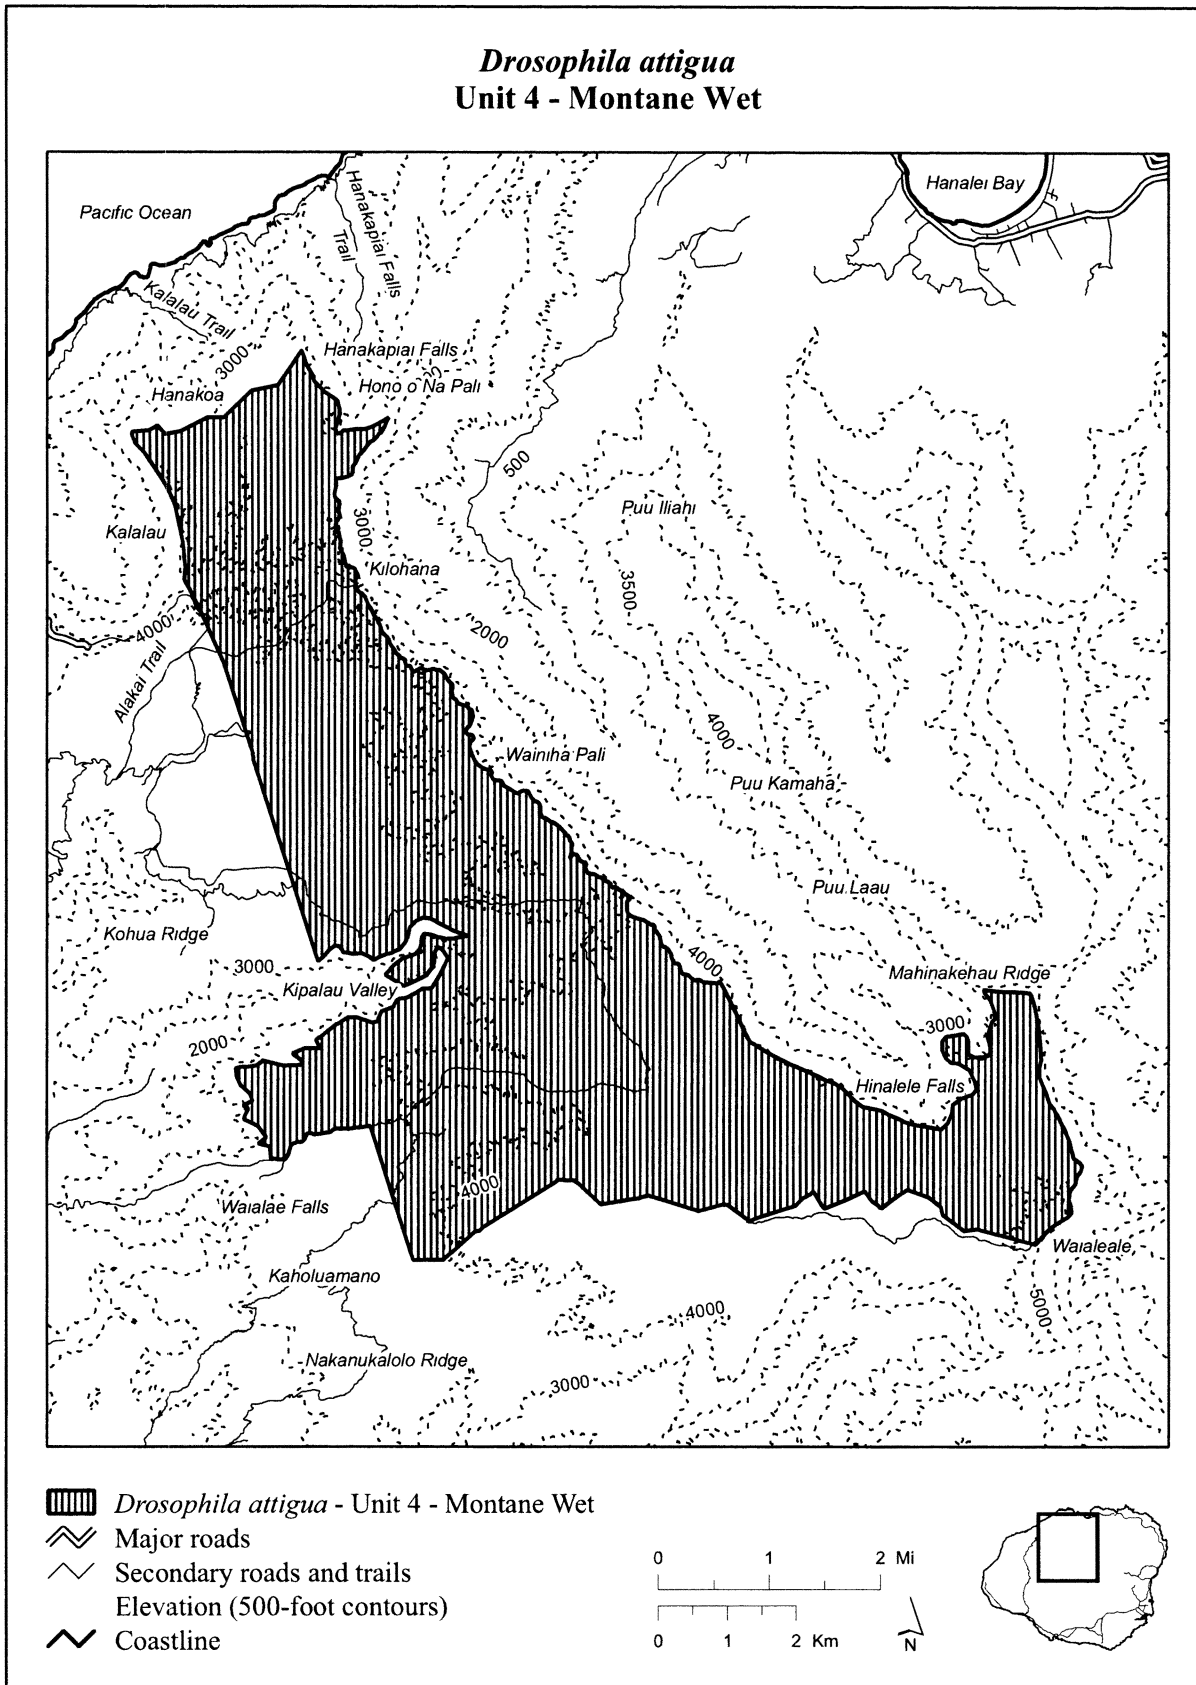 Drosophila attigua
Unit 4 - Montane Wet
Pacific Ocean
Hanakapiai Falls
Trail
Hanalei Bay
Kalalau Trail
3000
Hanakapiai Falls
Hono o Na Pali
Hanakoa
500
Puu Iliahi
3000
Kalalau
Kilohana
3500
2000
4000
Alakai Trail
4000
Wainiha Pali
Puu Kamaha
Puu Laau
Kohua Ridge
3000
4000
Mahinakehau Ridge
Kipalau Valley
3000
2000
Hinalele Falls
4000
Waialae Falls
Waialeale
Kaholuamano
5000
4000
Nakanukalolo Ridge
3000
Drosophila attigua - Unit 4 - Montane Wet
Major roads
Secondary roads and trails
Elevation (500-foot contours)
Coastline
0 1 2 Mi
0 1 2 Km
N